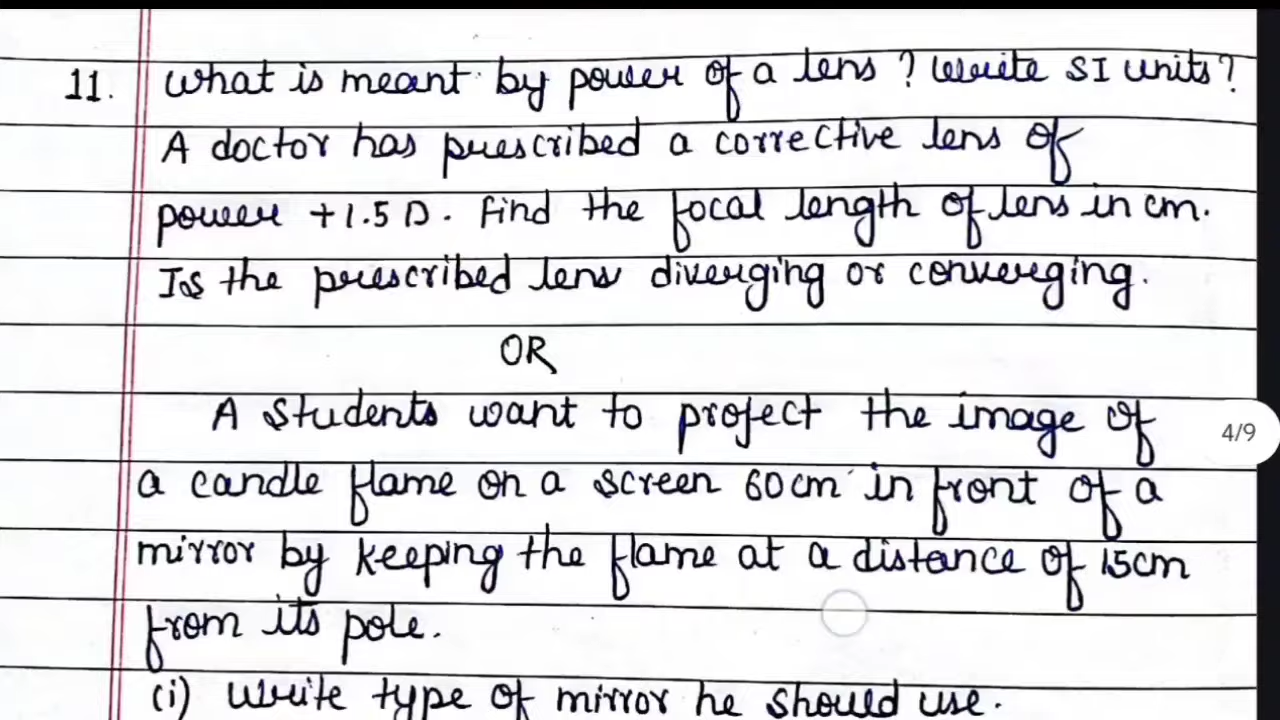 11. What is meant by power of a lens ? Write SI units ?
A doctor has prescribed a corrective lens of
power +1.5 D. Find the focal length of lens in cm.
Is the prescribed lens diverging or converging.
OR
A students want to project the image of
4/9
a candle flame on a screen 60cm in front of a
mirror by keeping the flame at a distance of 15cm
from its pole.
(i) write type of mirror he should use.